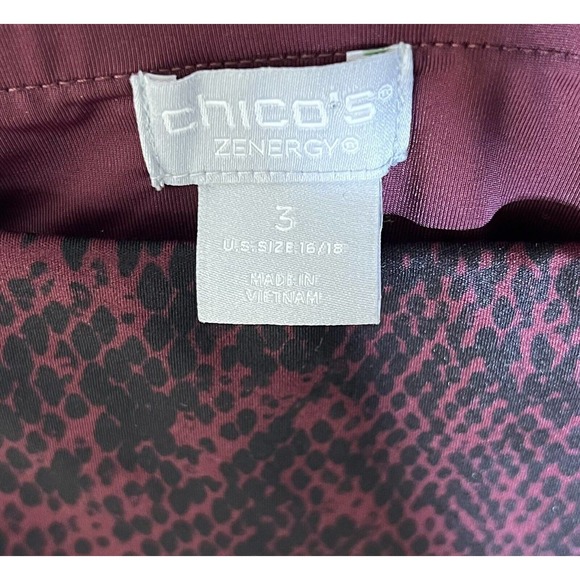 chico's®
ZENERGY®
3
U.S. SIZE 16/18
MADE IN
VIETNAM